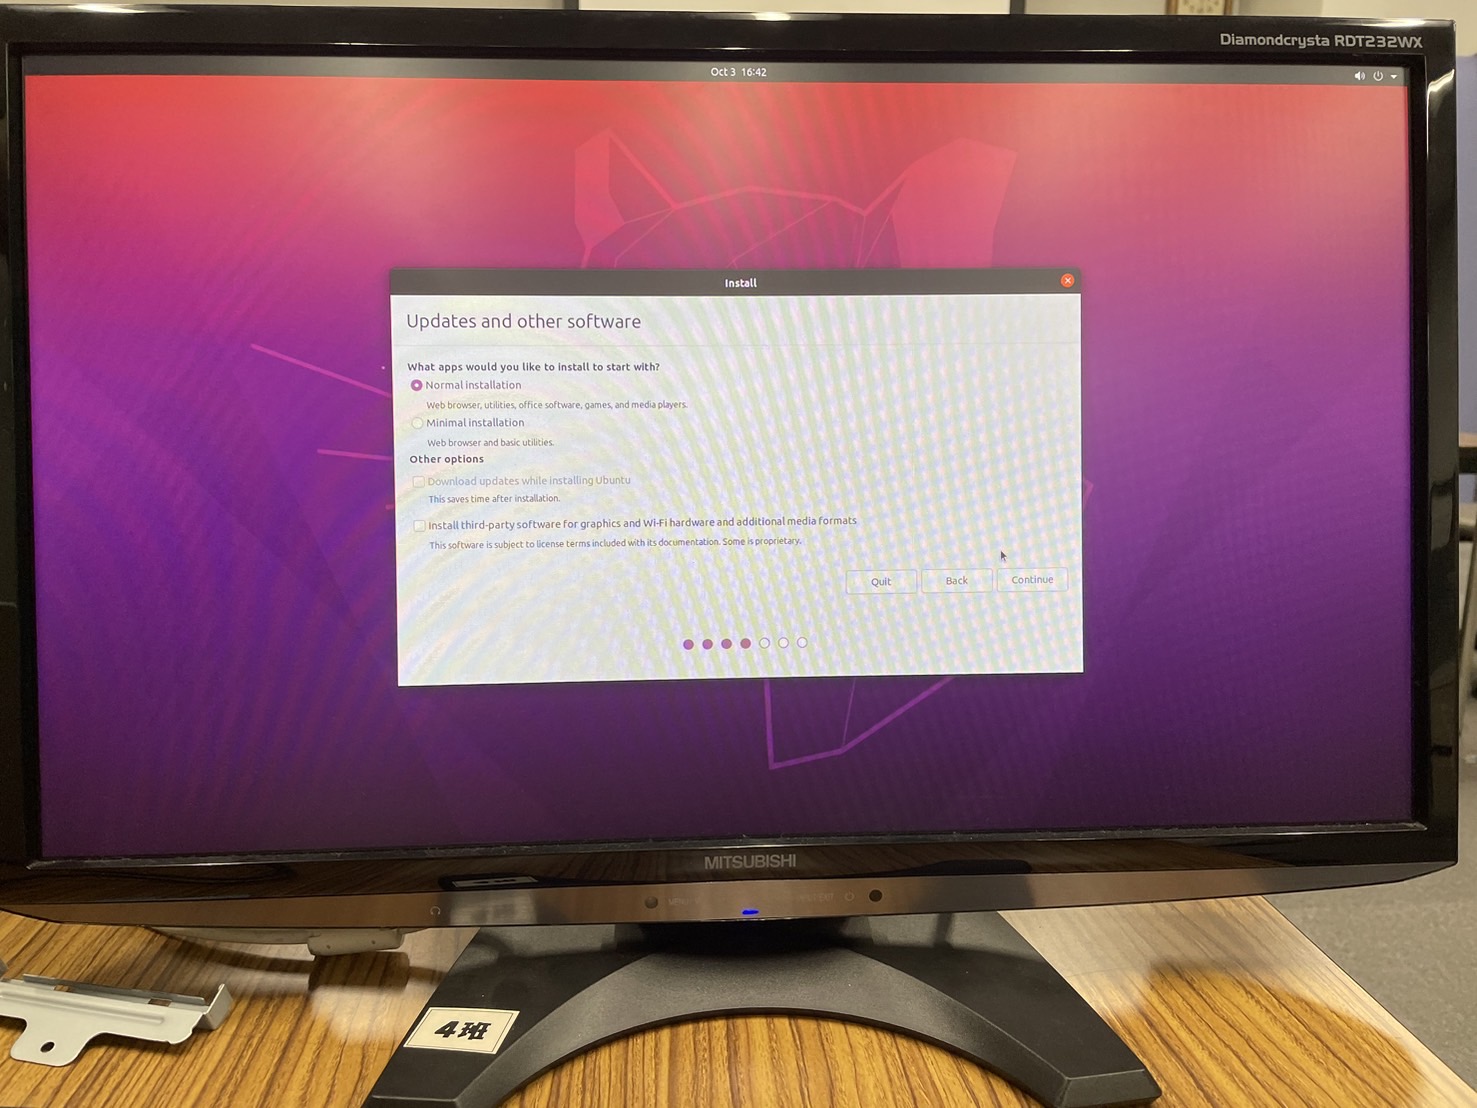 Diamondcrysta RDT232WX
Oct 3 16:42
Install
Updates and other software
What apps would you like to install to start with?
Normal installation
Web browser, utilities, office software, games, and media players.
Minimal installation
Web browser and basic utilities.
Other options
Download updates while installing Ubuntu
This saves time after installation.
Install third-party software for graphics and Wi-Fi hardware and additional media formats
This software is subject to license terms included with its documentation. Some is proprietary.
Quit Back Continue
MITSUBISHI
4班